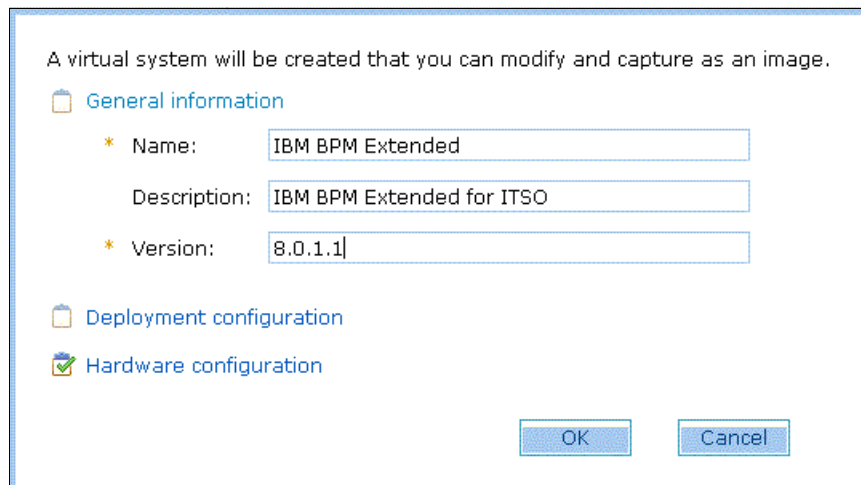 A virtual system will be created that you can modify and capture as an image.
General information
* Name: IBM BPM Extended
Description: IBM BPM Extended for ITSO
* Version: 8.0.1.1
Deployment configuration
Hardware configuration
OK Cancel